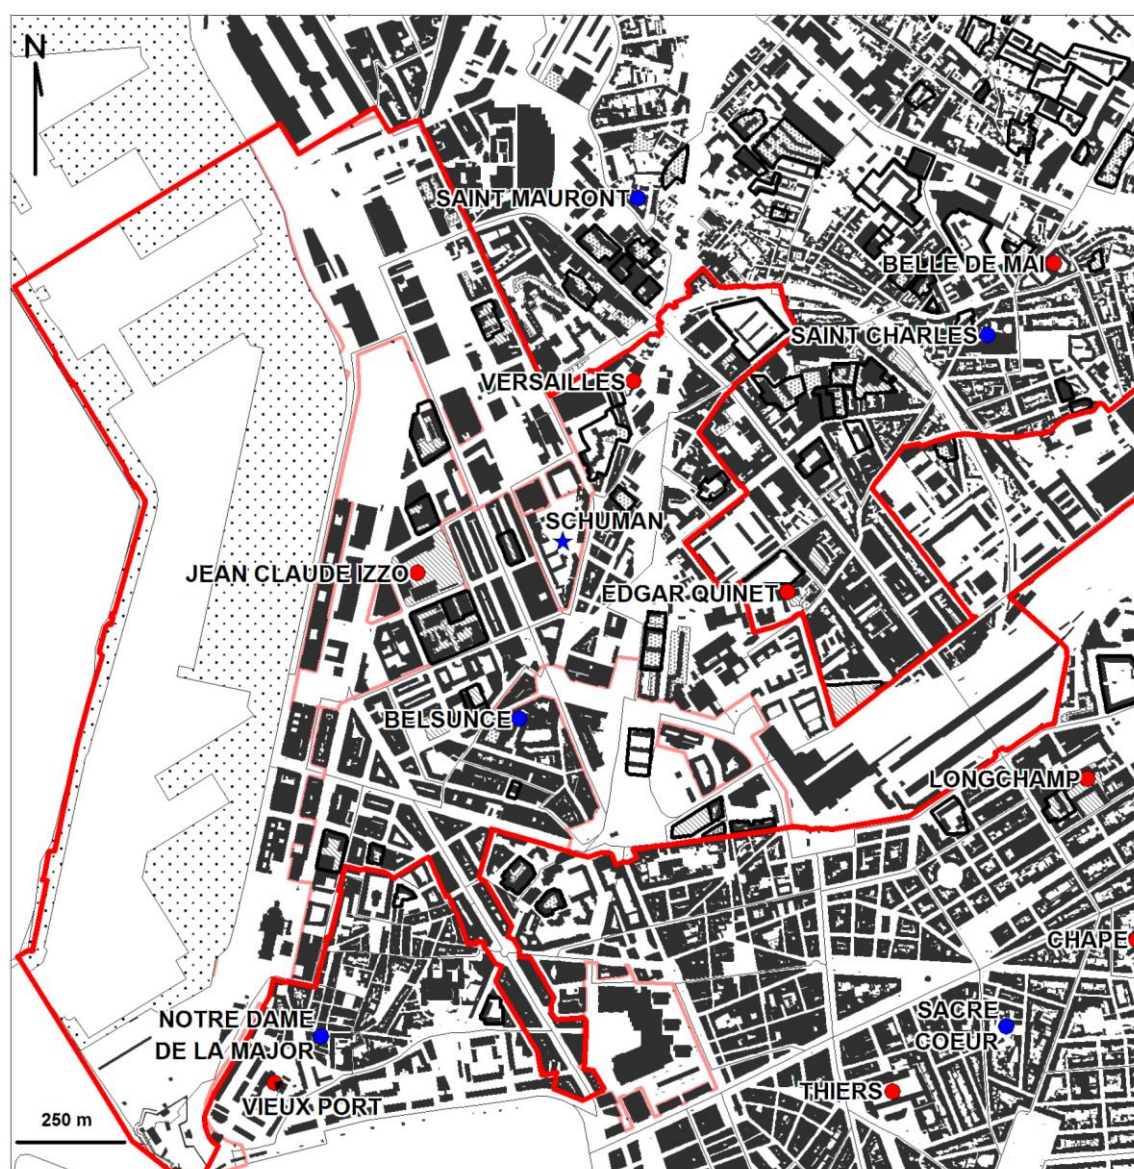 N
SAINT MAURONT
BELLE DE MAI
SAINT CHARLES
VERSAILLES
SCHUMAN
JEAN CLAUDE IZZO
EDGAR QUINET
BELSUNCE
LONGCHAMP
CHAPE
NOTRE DAME
DE LA MAJOR
SACRE
COEUR
THIERS
VIEUX PORT
250 m